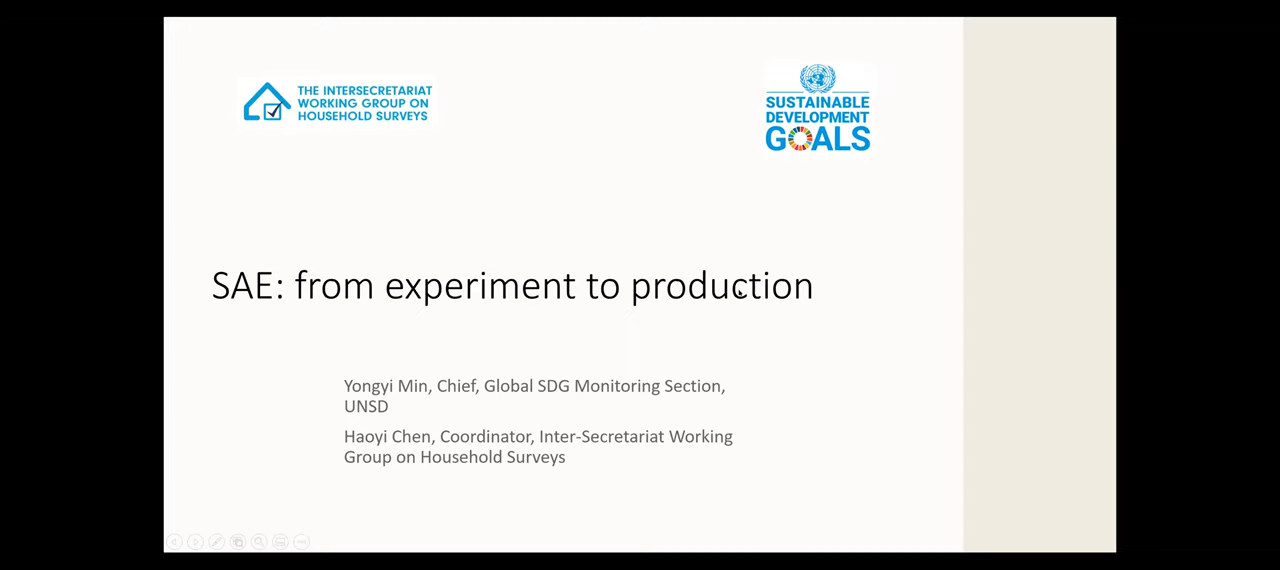 THE INTERSECRETARIAT
WORKING GROUP ON
HOUSEHOLD SURVEYS
SUSTAINABLE
DEVELOPMENT
GOALS
SAE: from experiment to production
Yongyi Min, Chief, Global SDG Monitoring Section,
UNSD
Haoyi Chen, Coordinator, Inter-Secretariat Working
Group on Household Surveys